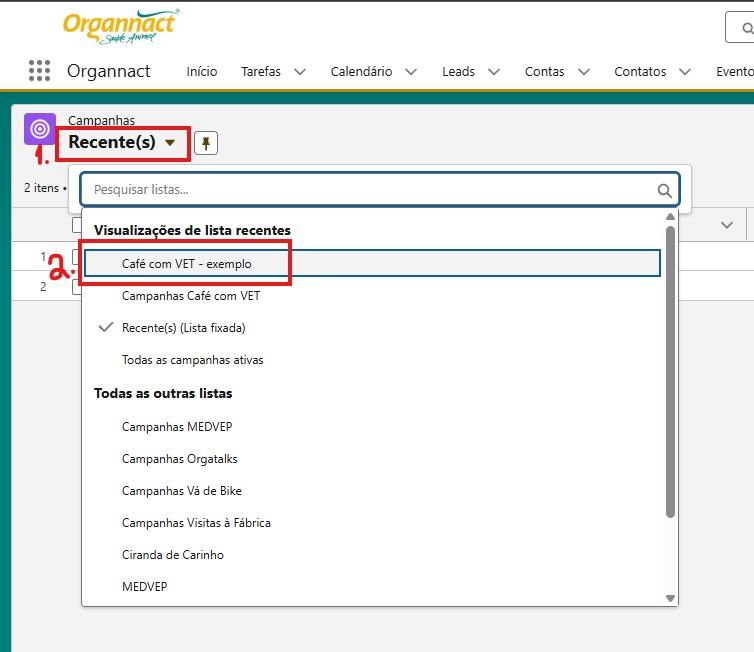 Organnact
Saúde Animal
Organnact Início Tarefas Calendário Leads Contas Contatos Evento
Campanhas
1. Recente(s)
2 itens •
Pesquisar listas...
Visualizações de lista recentes
1
2. Café com VET - exemplo
2
Campanhas Café com VET
Recente(s) (Lista fixada)
Todas as campanhas ativas
Todas as outras listas
Campanhas MEDVEP
Campanhas Orgatalks
Campanhas Vá de Bike
Campanhas Visitas à Fábrica
Ciranda de Carinho
MEDVEP